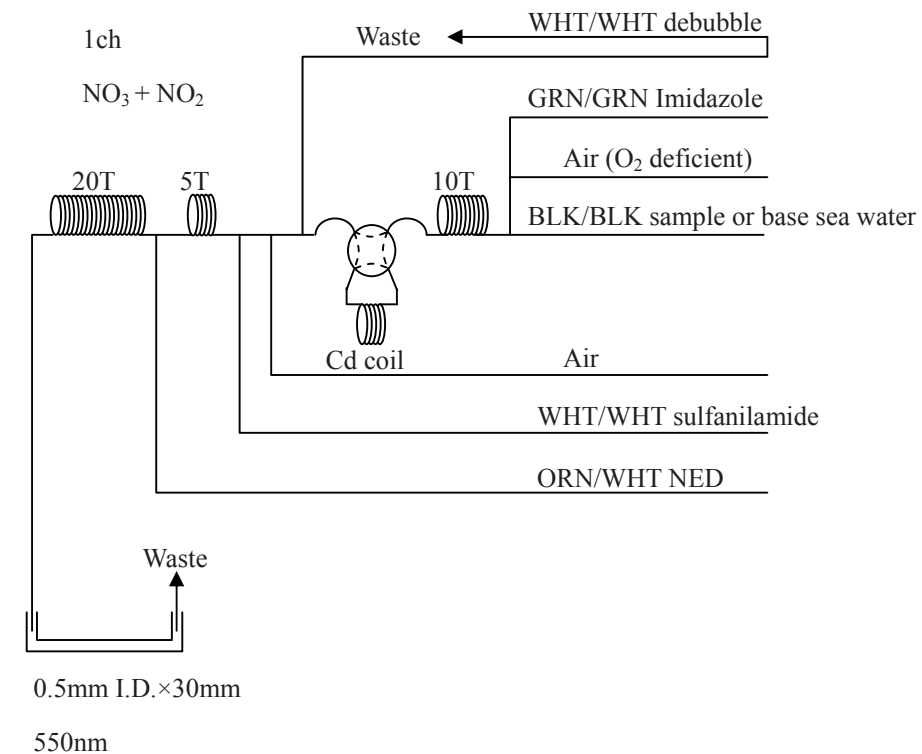 1ch
Waste
WHT/WHT debubble
NO₃ + NO₂
GRN/GRN Imidazole
Air (O₂ deficient)
20T
5T
10T
BLK/BLK sample or base sea water
Cd coil
Air
WHT/WHT sulfanilamide
ORN/WHT NED
Waste
0.5mm I.D.×30mm
550nm